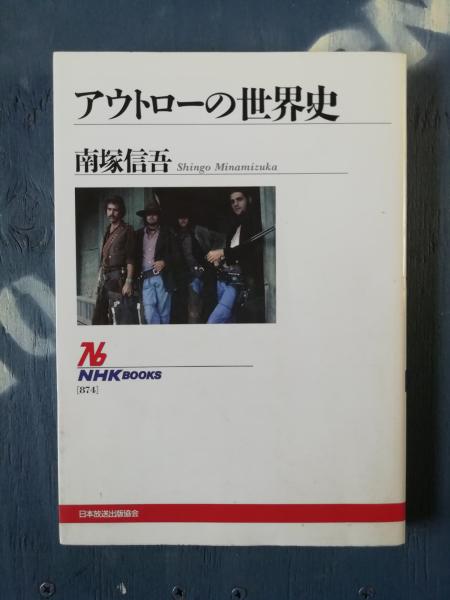 アウトローの世界史
南塚信吾 Shingo Minamizuka
NHK BOOKS
[874]
日本放送出版協会